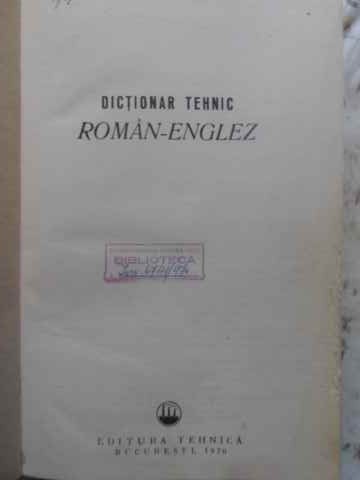 DICȚIONAR TEHNIC
ROMÂN-ENGLEZ
BIBLIOTECA
EDITURA TEHNICĂ
BUCUREȘTI 1970